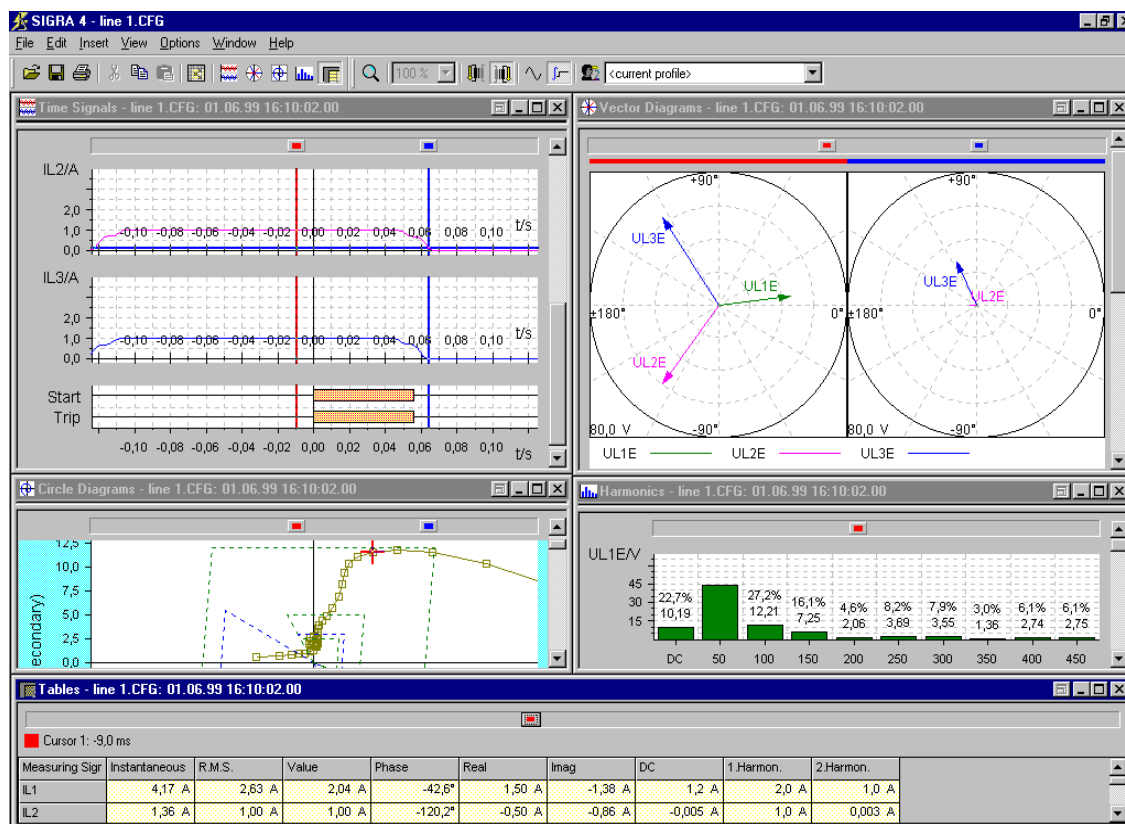 SIGRA 4 - line 1.CFG
File Edit Insert View Options Window Help
100 % <current profile>
Time Signals - line 1.CFG: 01.06.99 16:10:02.00
IL2/A
2,0
1,0
0,0
-0,10 -0,08 -0,06 -0,04 -0,02 0,00 0,02 0,04 0,06 0,08 0,10 t/s
IL3/A
2,0
1,0
0,0
-0,10 -0,08 -0,06 -0,04 -0,02 0,00 0,02 0,04 0,06 0,08 0,10 t/s
Start
Trip
-0,10 -0,08 -0,06 -0,04 -0,02 0,00 0,02 0,04 0,06 0,08 0,10 t/s
Vector Diagrams - line 1.CFG: 01.06.99 16:10:02.00
+90° +90°
UL3E UL1E UL2E
UL3E UL2E
±180° 0° ±180° 0°
-90° -90°
80,0 V 80,0 V
UL1E UL2E UL3E
Circle Diagrams - line 1.CFG: 01.06.99 16:10:02.00
12,5
10,0
7,5
5,0
2,5
0,0
econdary)
Harmonics - line 1.CFG: 01.06.99 16:10:02.00
UL1E/V
45
30
15
22,7% 27,2% 16,1% 4,6% 8,2% 7,9% 3,0% 6,1% 6,1%
10,19 12,21 7,25 2,06 3,69 3,55 1,36 2,74 2,75
DC 50 100 150 200 250 300 350 400 450
Tables - line 1.CFG: 01.06.99 16:10:02.00
Cursor 1: -9,0 ms
Measuring Sigr Instantaneous R.M.S. Value Phase Real Imag DC 1.Harmon. 2.Harmon.
IL1 4,17 A 2,63 A 2,04 A -42,6° 1,50 A -1,38 A 1,2 A 2,0 A 1,0 A
IL2 1,36 A 1,00 A 1,00 A -120,2° -0,50 A -0,86 A -0,005 A 1,0 A 0,003 A